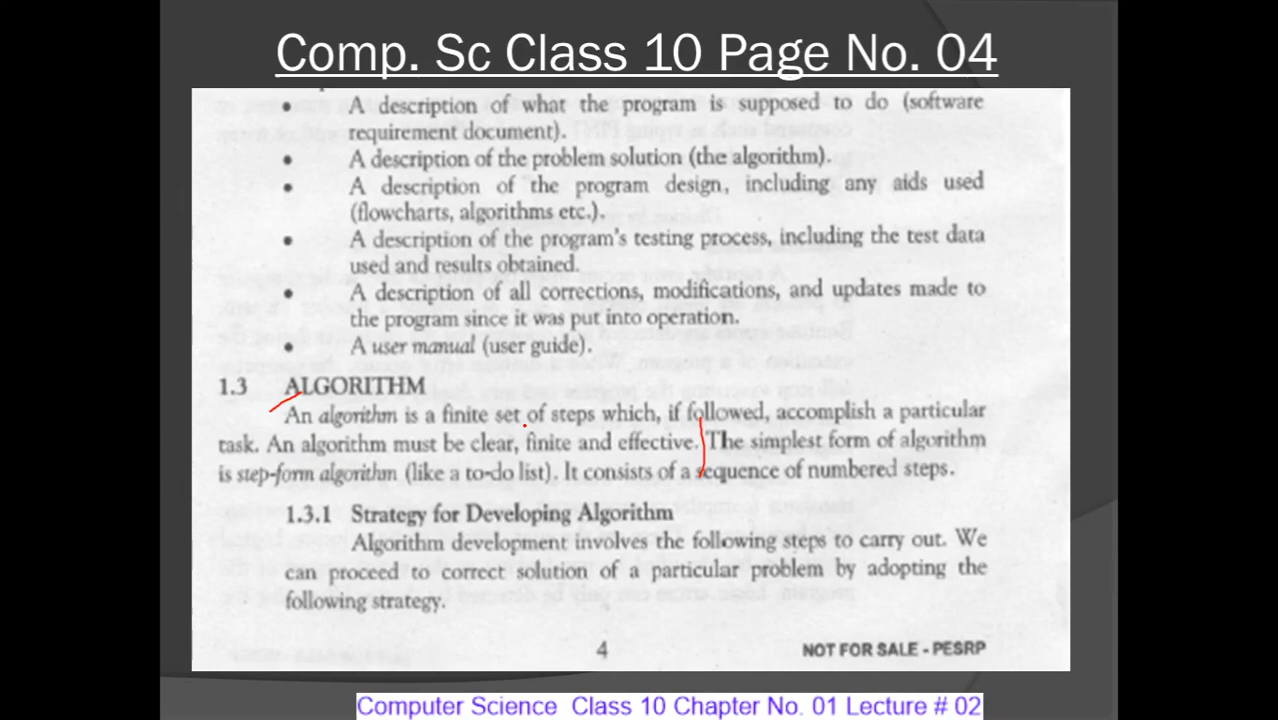 Comp. Sc Class 10 Page No. 04
• A description of what the program is supposed to do (software
requirement document).
• A description of the problem solution (the algorithm).
• A description of the program design, including any aids used
(flowcharts, algorithms etc.).
• A description of the program's testing process, including the test data
used and results obtained.
• A description of all corrections, modifications, and updates made to
the program since it was put into operation.
• A user manual (user guide).
1.3 ALGORITHM
An algorithm is a finite set of steps which, if followed, accomplish a particular
task. An algorithm must be clear, finite and effective. The simplest form of algorithm
is step-form algorithm (like a to-do list). It consists of a sequence of numbered steps.
1.3.1 Strategy for Developing Algorithm
Algorithm development involves the following steps to carry out. We
can proceed to correct solution of a particular problem by adopting the
following strategy.
4 NOT FOR SALE - PESRP
Computer Science Class 10 Chapter No. 01 Lecture # 02